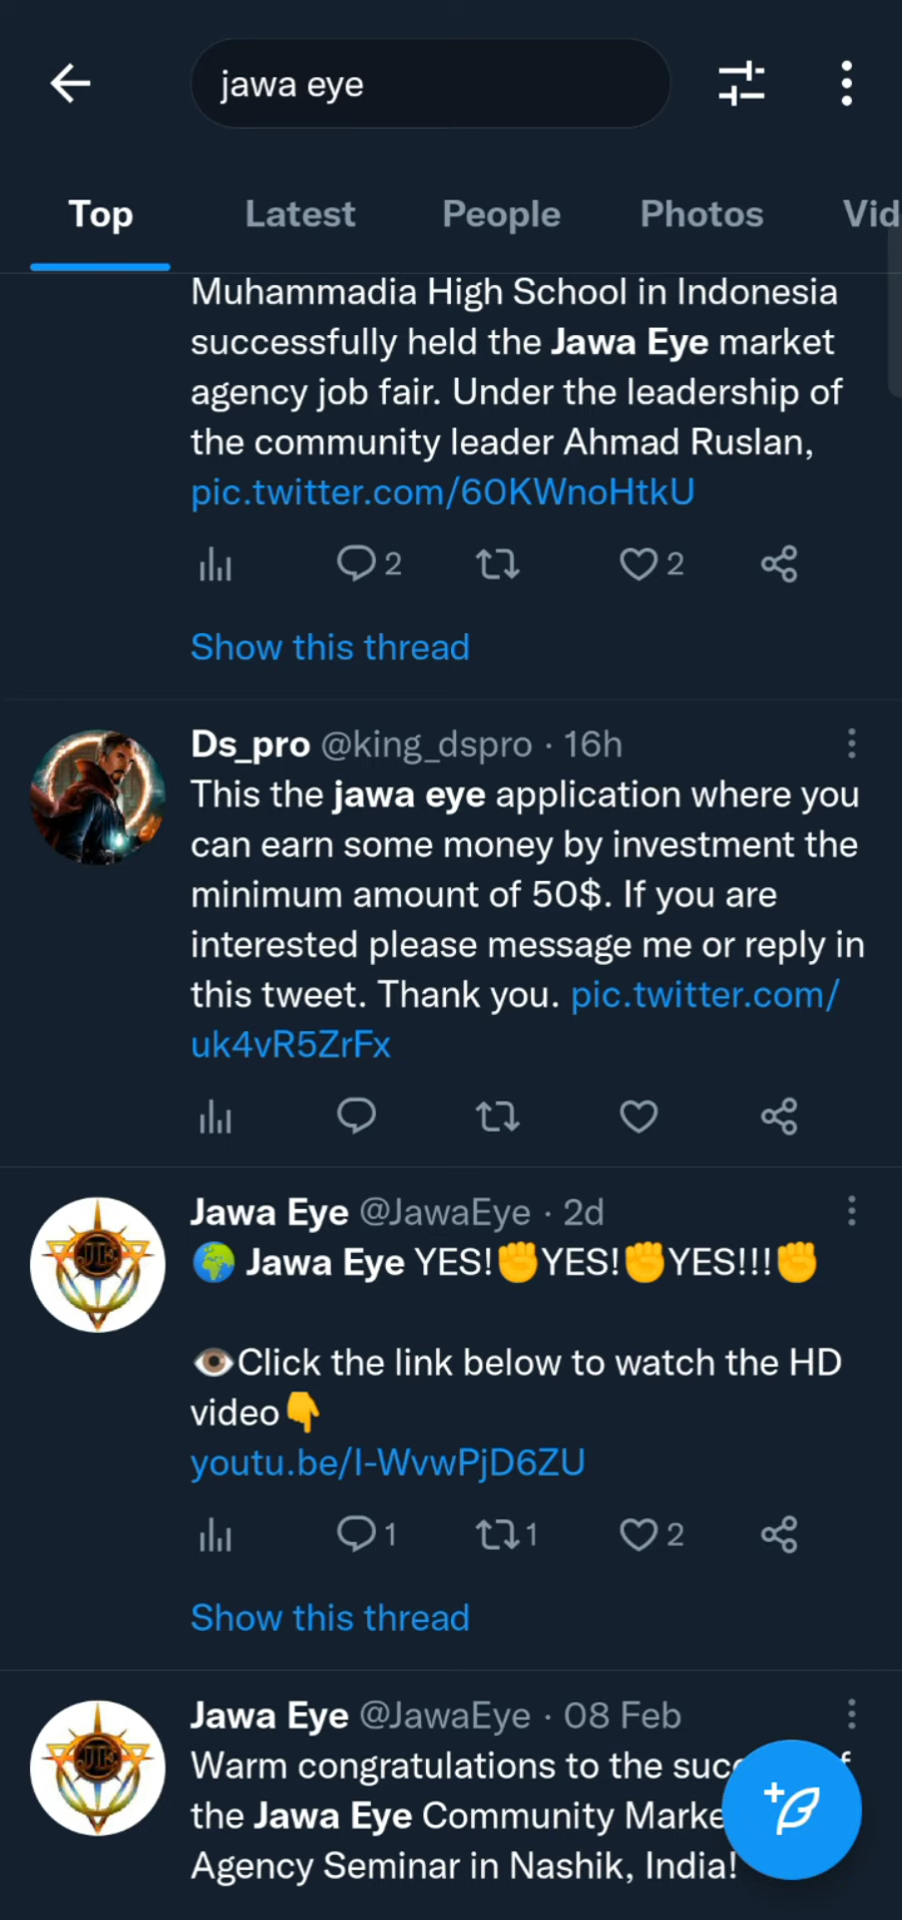 jawa eye
Top Latest People Photos Vid
Muhammadia High School in Indonesia
successfully held the Jawa Eye market
agency job fair. Under the leadership of
the community leader Ahmad Ruslan,
pic.twitter.com/60KWnoHtkU
2 2
Show this thread
Ds_pro @king_dspro · 16h
This the jawa eye application where you
can earn some money by investment the
minimum amount of 50$. If you are
interested please message me or reply in
this tweet. Thank you. pic.twitter.com/
uk4vR5ZrFx
Jawa Eye @JawaEye · 2d
🌍 Jawa Eye YES!✊YES!✊YES!!!✊
👁Click the link below to watch the HD
video👇
youtu.be/I-WvwPjD6ZU
1 1 2
Show this thread
Jawa Eye @JawaEye · 08 Feb
Warm congratulations to the
the Jawa Eye Community
Agency Seminar in Nashik, India!